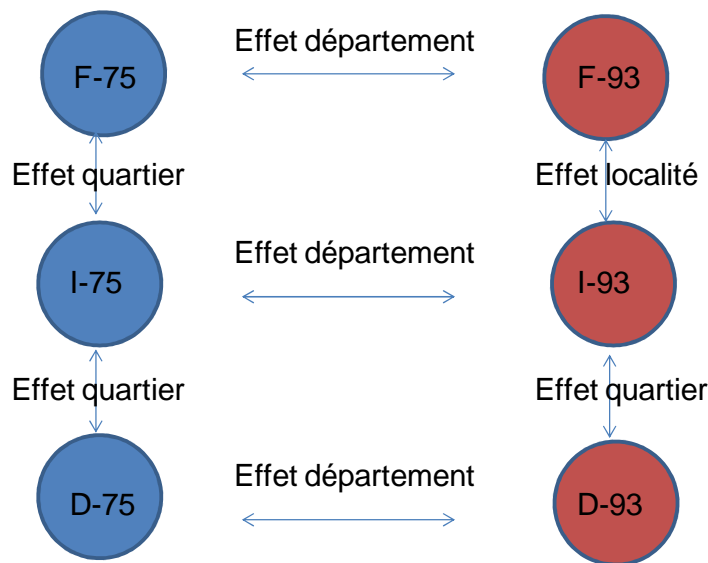 Effet département
F-75
F-93
Effet quartier
Effet localité
Effet département
I-75
I-93
Effet quartier
Effet quartier
Effet département
D-75
D-93